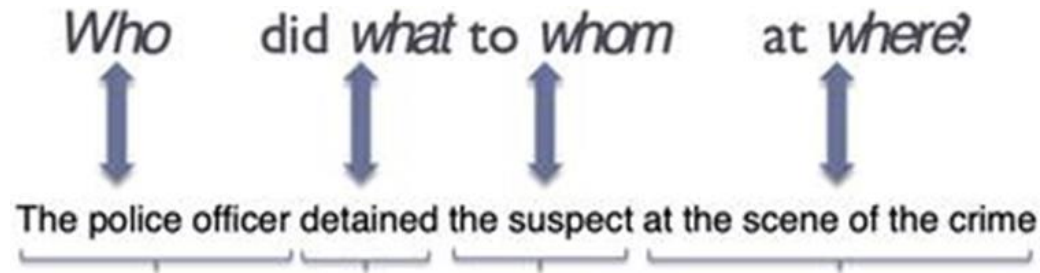 Who did what to whom at where?
The police officer detained the suspect at the scene of the crime